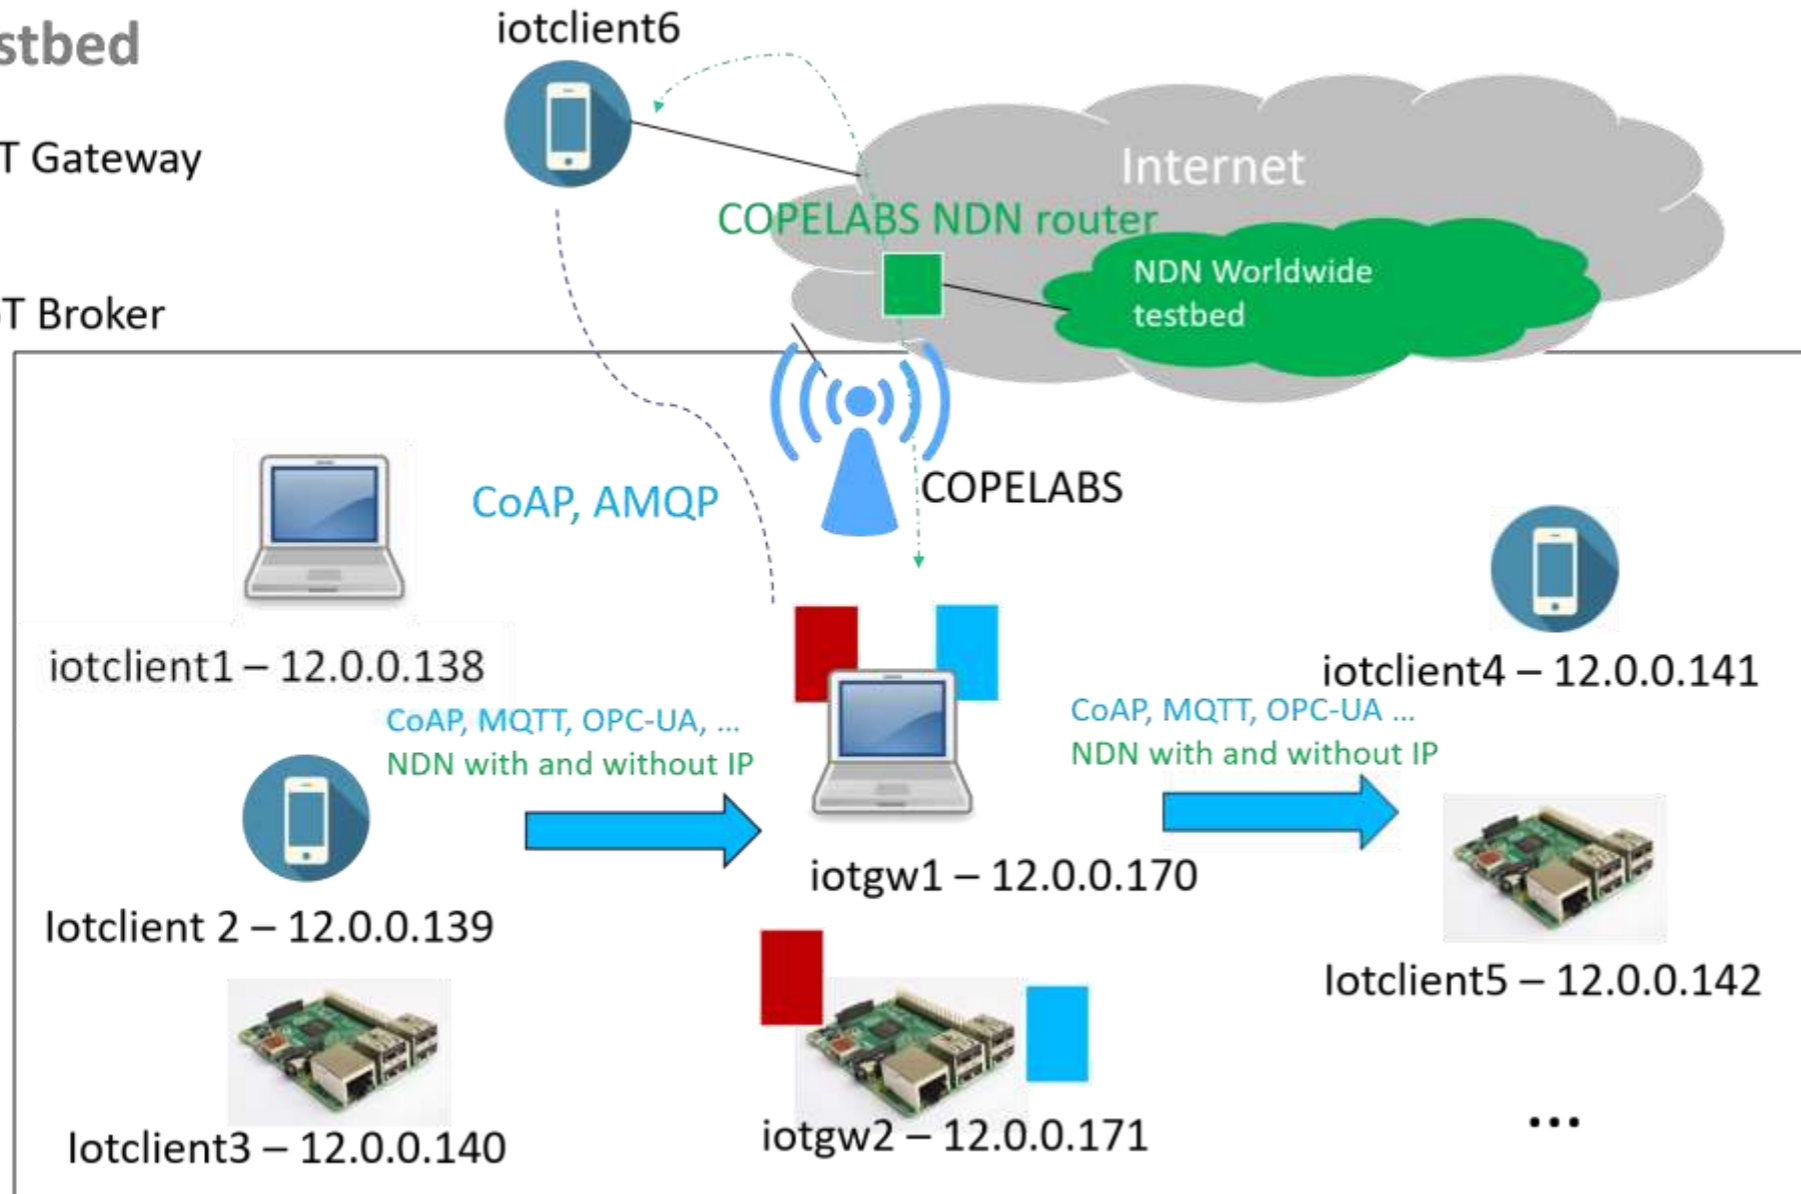 stbed
iotclient6
T Gateway
Internet
COPELABS NDN router
NDN Worldwide
testbed
T Broker
CoAP, AMQP
COPELABS
iotclient1 – 12.0.0.138
iotclient4 – 12.0.0.141
CoAP, MQTT, OPC-UA, ...
NDN with and without IP
CoAP, MQTT, OPC-UA ...
NDN with and without IP
iotgw1 – 12.0.0.170
Iotclient 2 – 12.0.0.139
Iotclient5 – 12.0.0.142
Iotclient3 – 12.0.0.140
iotgw2 – 12.0.0.171
...